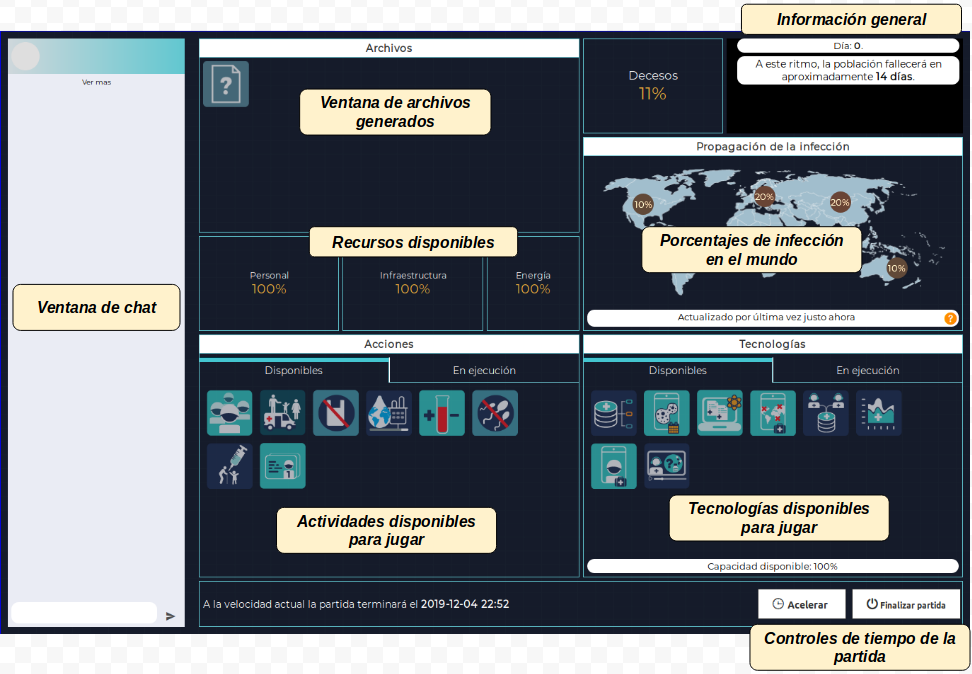 Información general
Día: 0.
A este ritmo, la población fallecerá en
aproximadamente 14 días.
Ver mas
Ventana de chat
Archivos
?
Ventana de archivos
generados
Decesos
11%
Propagación de la infección
10%
20%
20%
10%
Porcentajes de infección
en el mundo
Actualizado por última vez justo ahora
?
Recursos disponibles
Personal
100%
Infraestructura
100%
Energía
100%
Acciones
Disponibles
En ejecución
1
Actividades disponibles
para jugar
Tecnologías
Disponibles
En ejecución
Tecnologías disponibles
para jugar
Capacidad disponible: 100%
A la velocidad actual la partida terminará el 2019-12-04 22:52
Acelerar
Finalizar partida
Controles de tiempo de la
partida